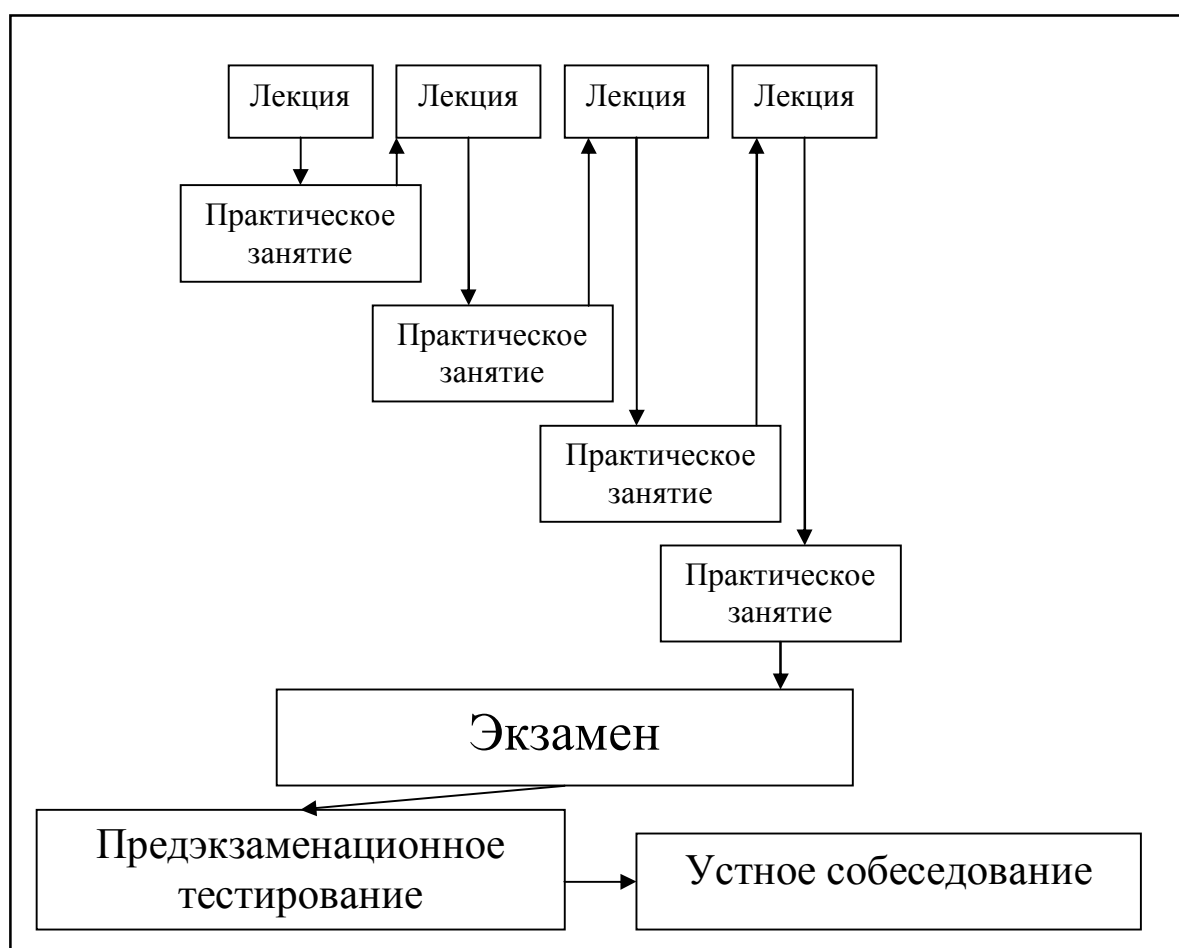 Лекция
Лекция
Лекция
Лекция
Практическое
занятие
Практическое
занятие
Практическое
занятие
Практическое
занятие
Экзамен
Предэкзаменационное
тестирование
Устное собеседование